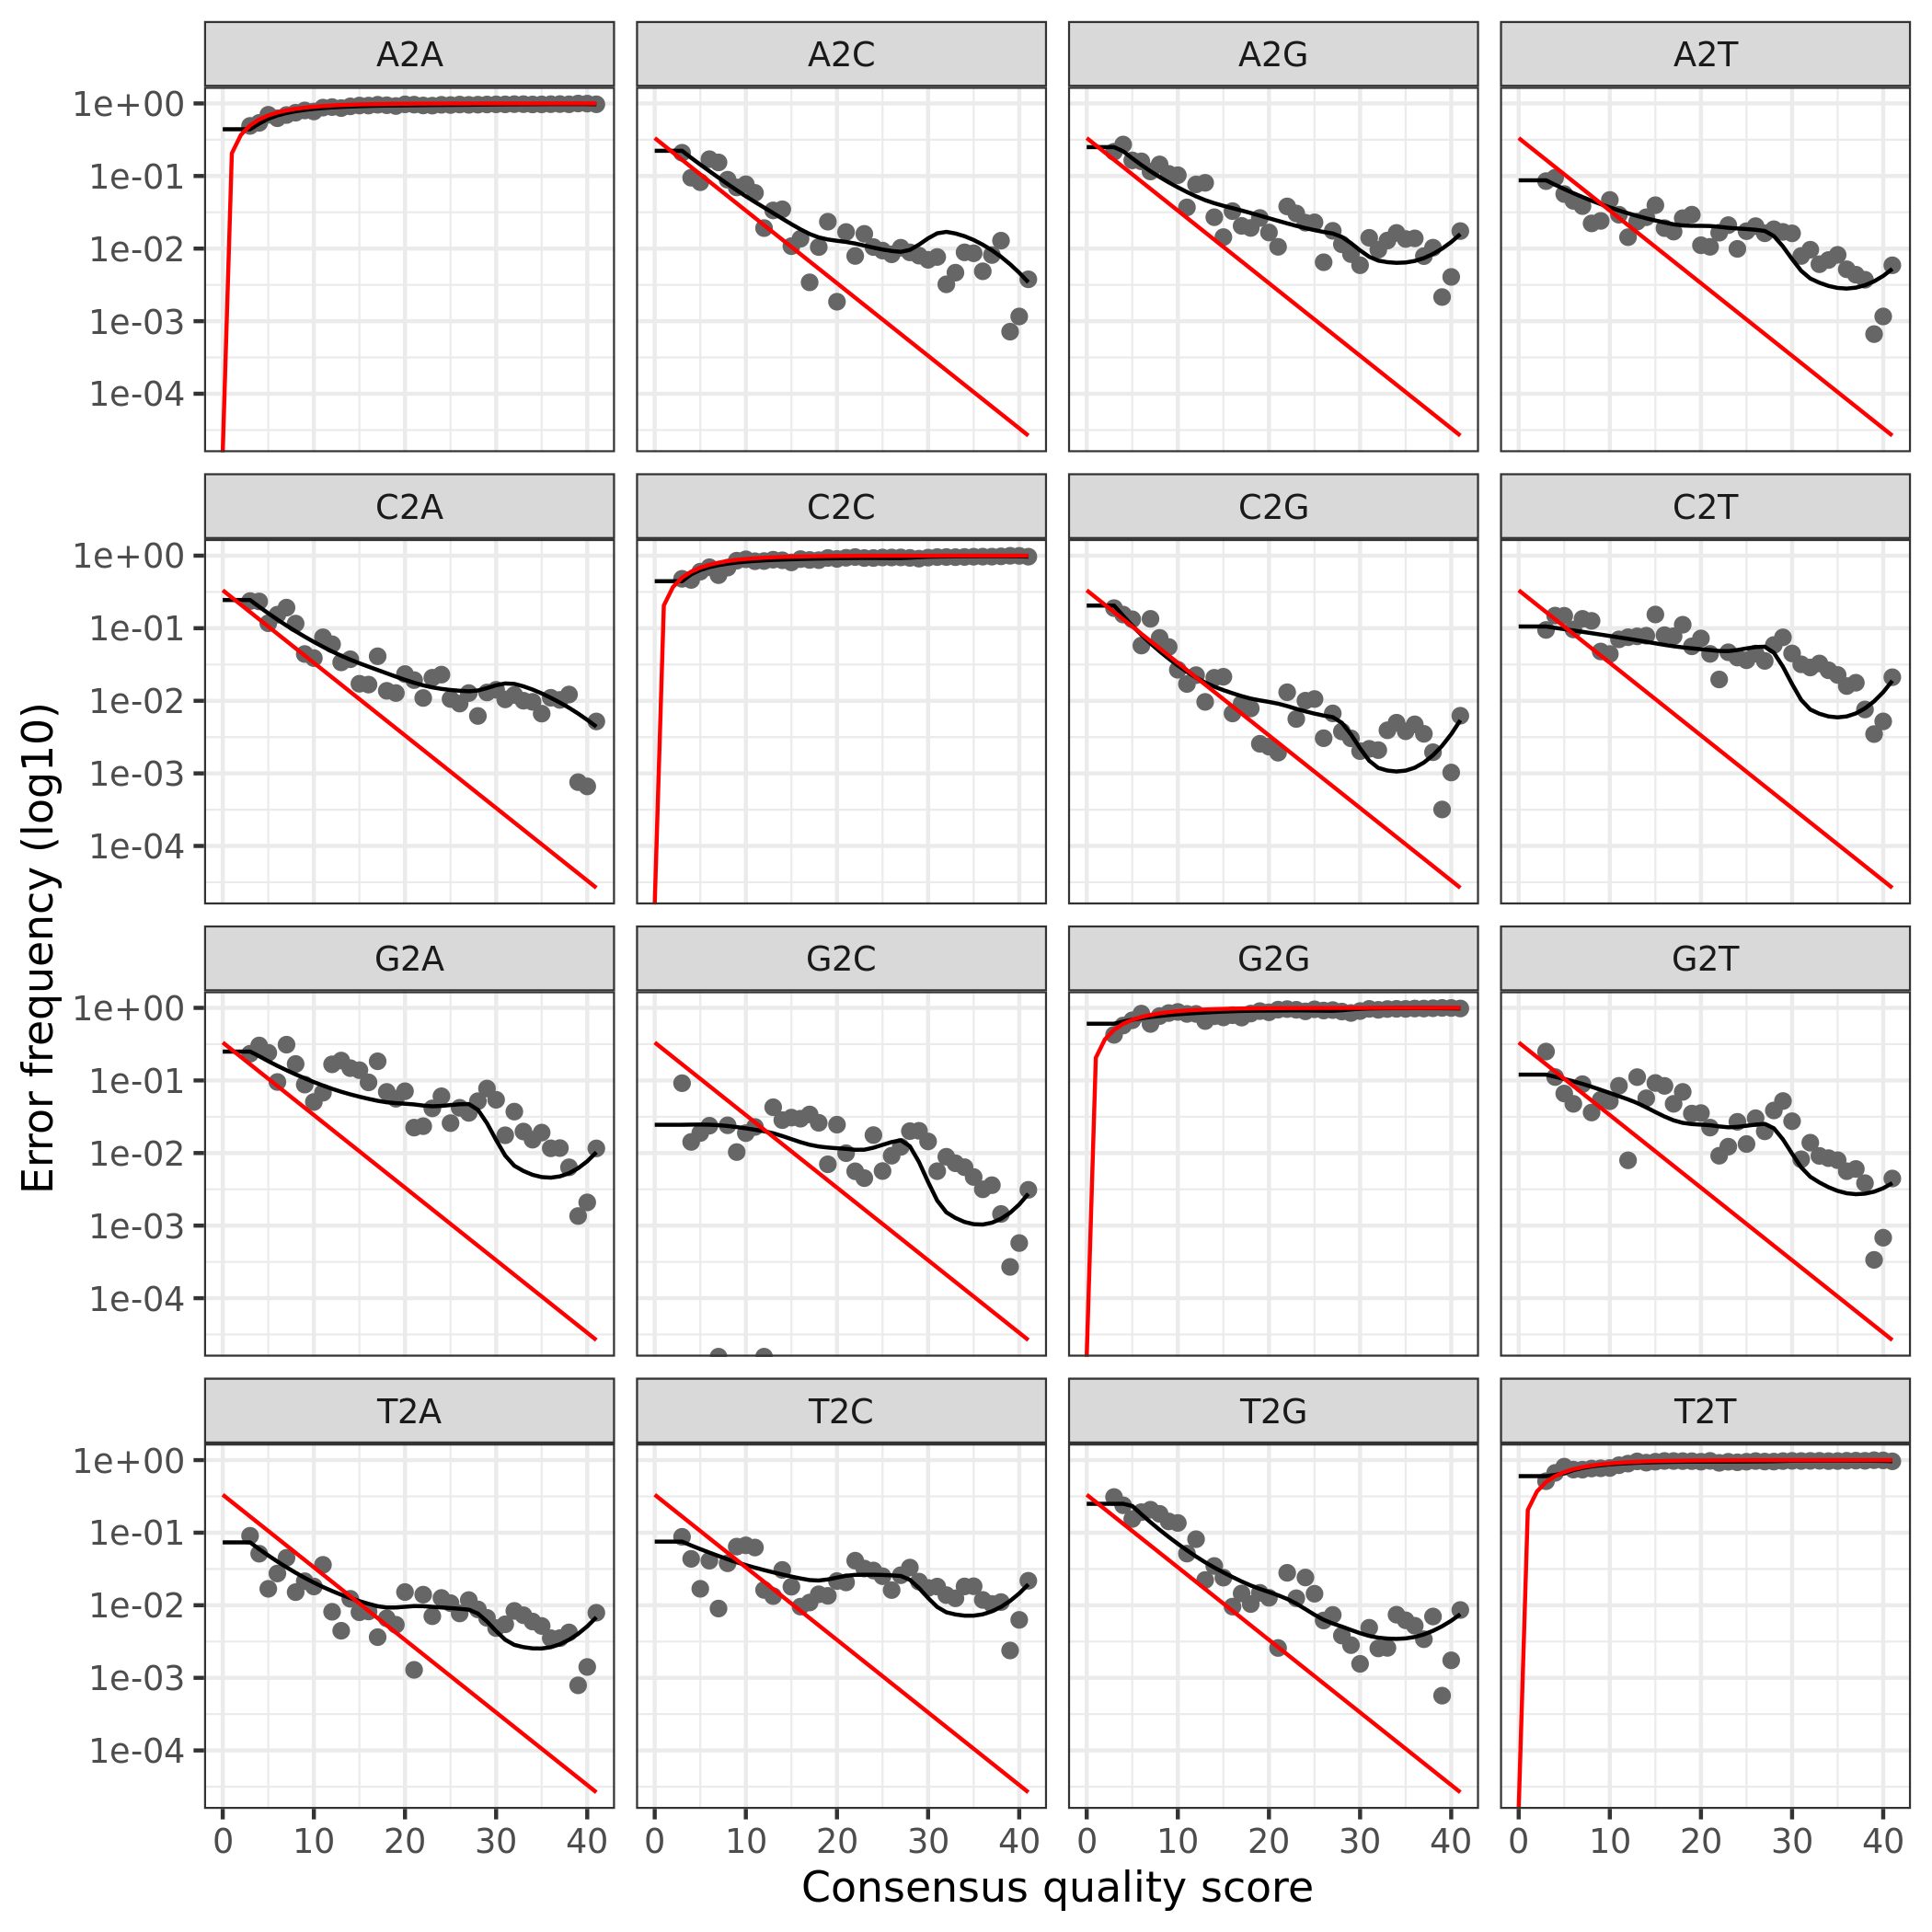 A2A A2C A2G A2T
1e+00
1e-01
1e-02
1e-03
1e-04
C2A C2C C2G C2T
1e+00
1e-01
1e-02
1e-03
1e-04
G2A G2C G2G G2T
1e+00
1e-01
1e-02
1e-03
1e-04
T2A T2C T2G T2T
1e+00
1e-01
1e-02
1e-03
1e-04
0 10 20 30 40 0 10 20 30 40 0 10 20 30 40 0 10 20 30 40
Consensus quality score
Error frequency (log10)